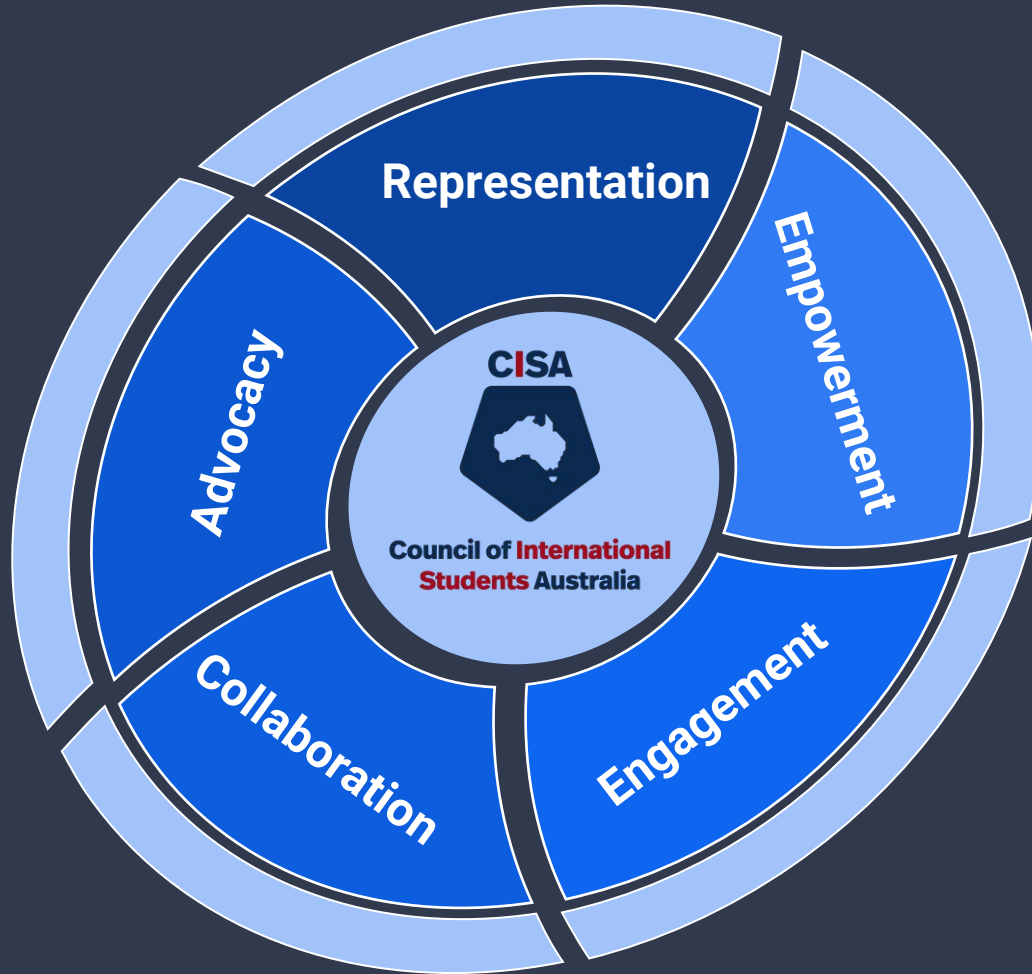 Representation
Empowerment
Engagement
Collaboration
Advocacy
CISA
Council of International
Students Australia